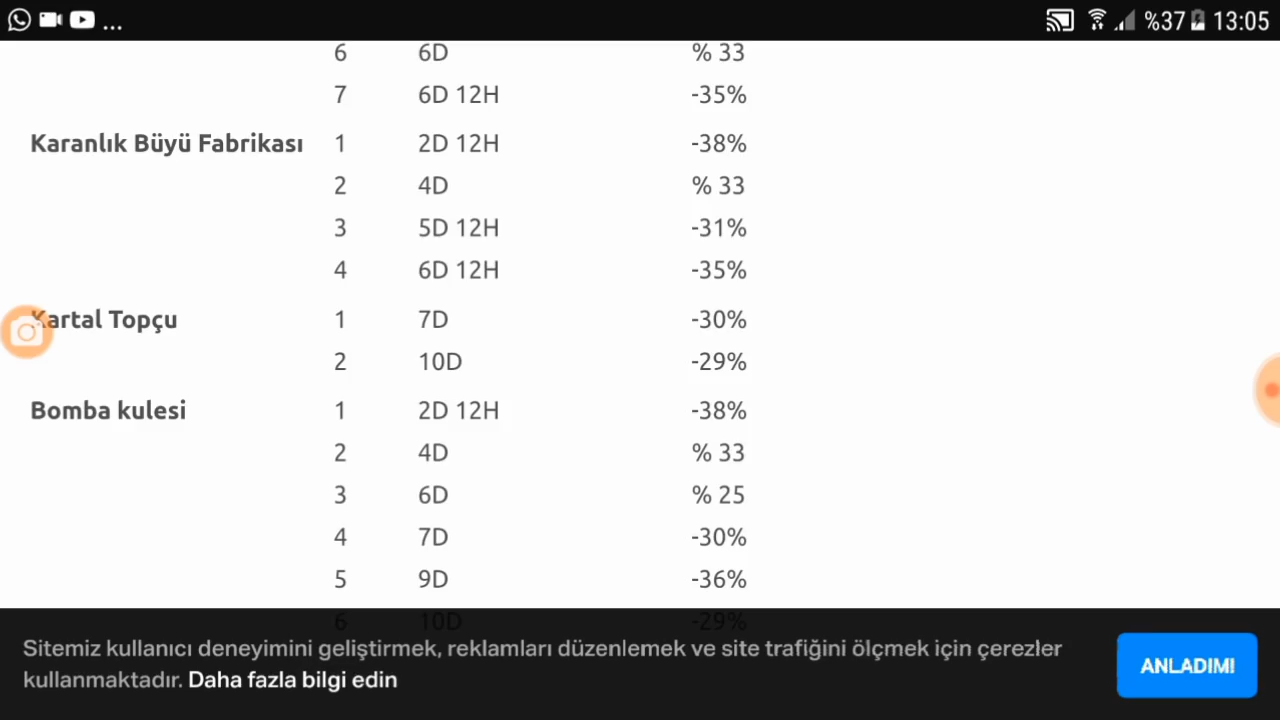 ... %37 13:05
6 6D % 33
7 6D 12H -35%
Karanlık Büyü Fabrikası 1 2D 12H -38%
2 4D % 33
3 5D 12H -31%
4 6D 12H -35%
Kartal Topçu 1 7D -30%
2 10D -29%
Bomba kulesi 1 2D 12H -38%
2 4D % 33
3 6D % 25
4 7D -30%
5 9D -36%
6 10D -29%
Sitemiz kullanıcı deneyimini geliştirmek, reklamları düzenlemek ve site trafiğini ölçmek için çerezler
kullanmaktadır. Daha fazla bilgi edin
ANLADIM!